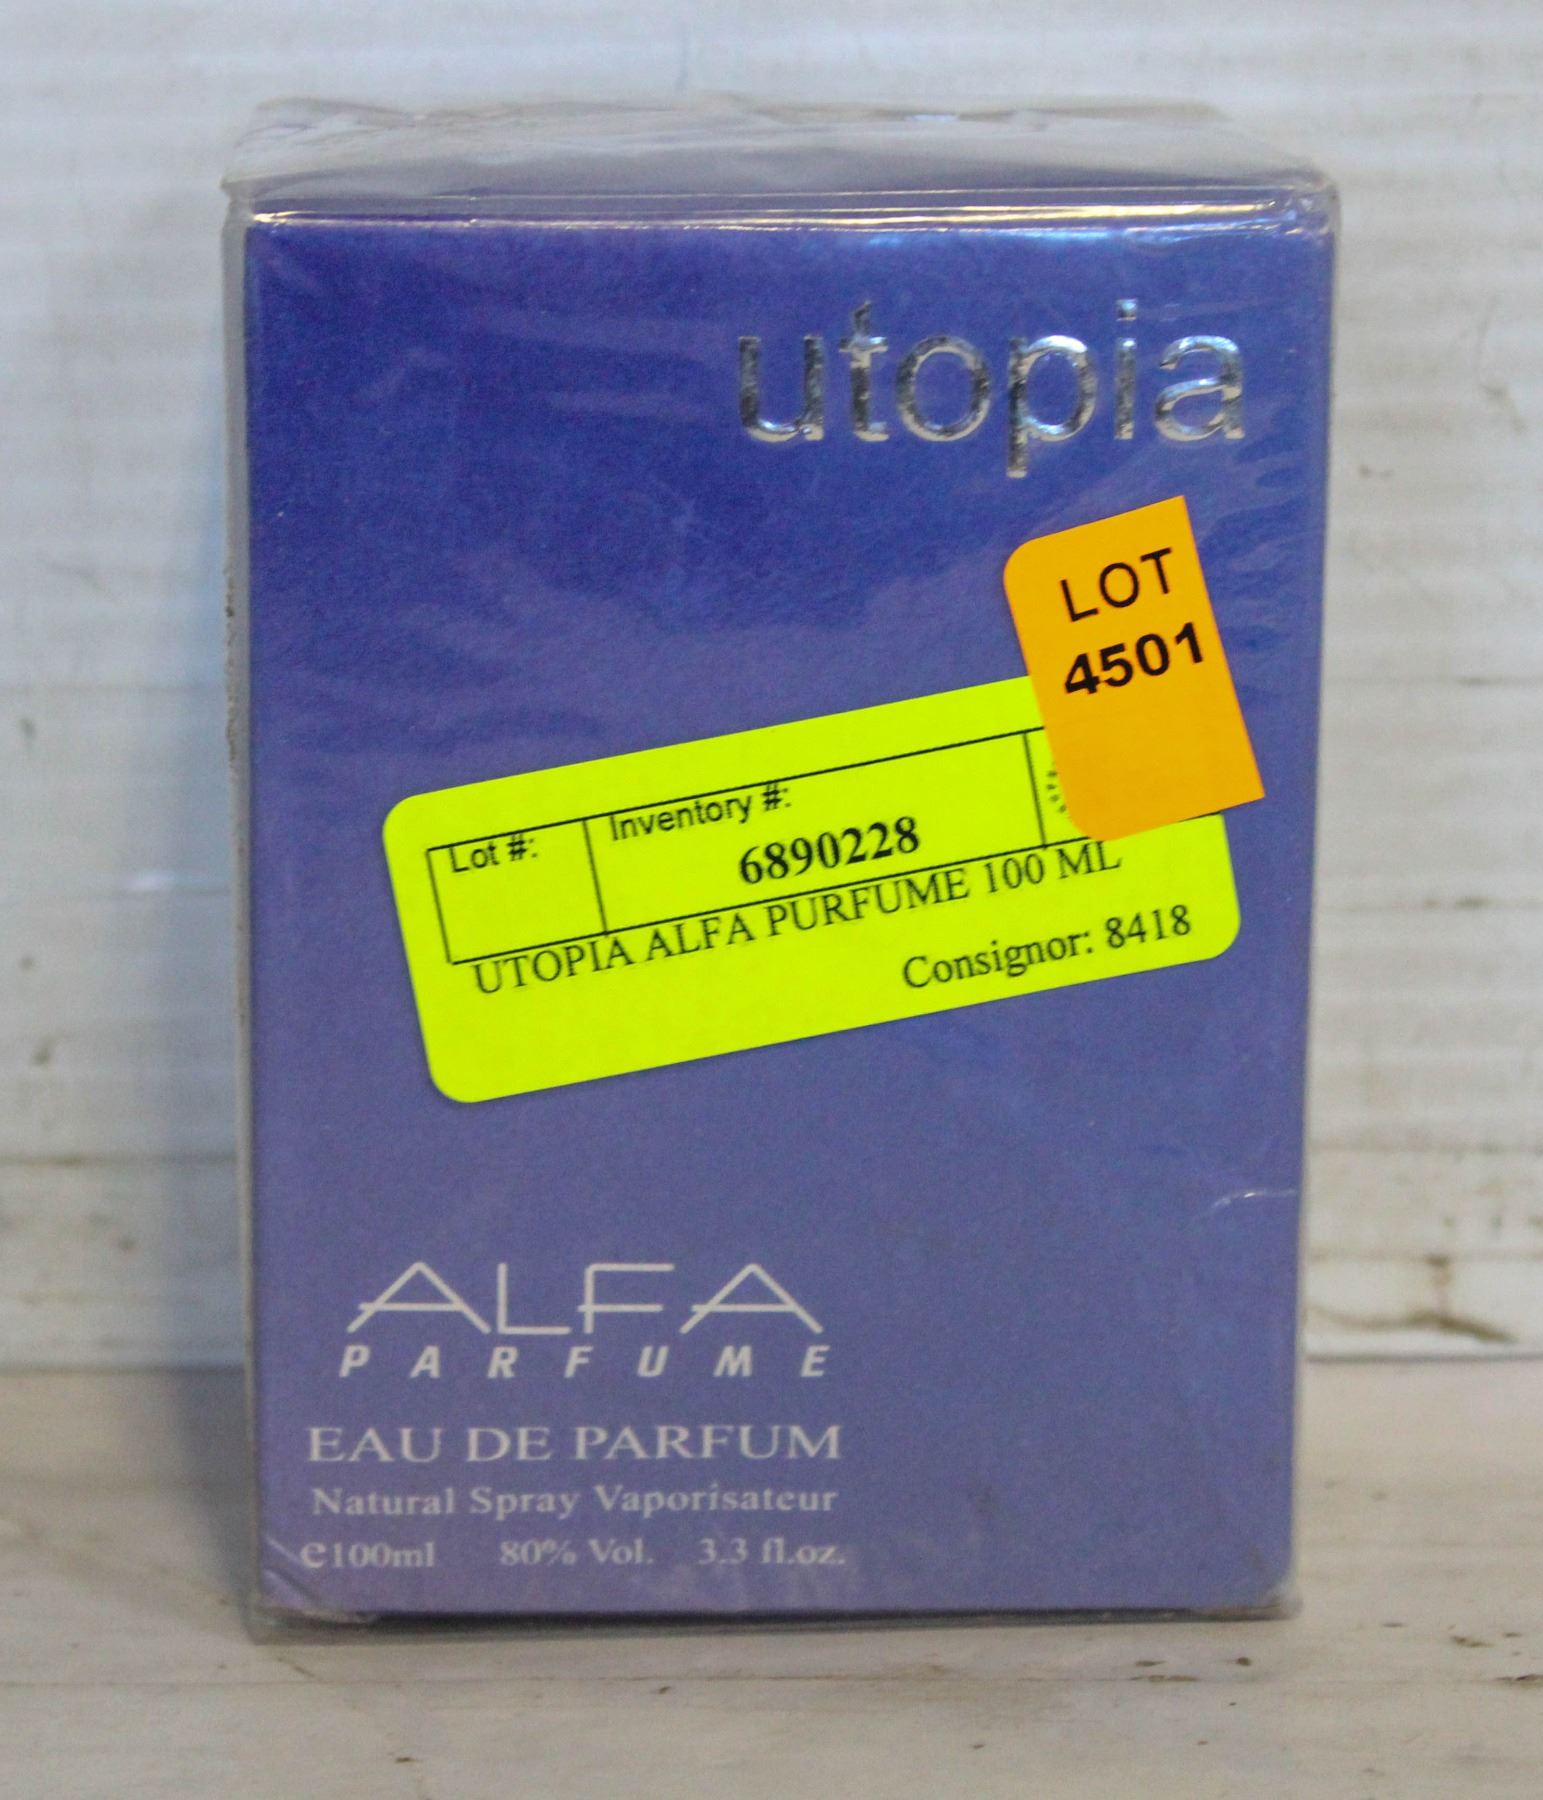 utopia
LOT
4501
Lot #:
Inventory #:
6890228
UTOPIA ALFA PURFUME 100 ML
Consignor: 8418
ALFA
PARFUME
EAU DE PARFUM
Natural Spray Vaporisateur
e100ml 80% Vol. 3.3 fl.oz.